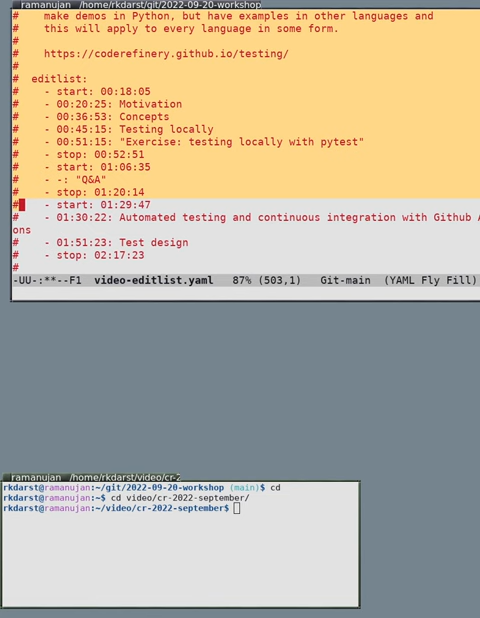 ramanujan /home/rkdarst/git/2022-09-20-workshop
#    make demos in Python, but have examples in other languages and
#    this will apply to every language in some form.
#
#    https://coderefinery.github.io/testing/
#
#  editlist:
#    - start: 00:18:05
#    - 00:20:25: Motivation
#    - 00:36:53: Concepts
#    - 00:45:15: Testing locally
#    - 00:51:15: "Exercise: testing locally with pytest"
#    - stop: 00:52:51
#    - start: 01:06:35
#    - -: "Q&A"
#    - stop: 01:20:14
#    - start: 01:29:47
#    - 01:30:22: Automated testing and continuous integration with Github A
ons
#    - 01:51:23: Test design
#    - stop: 02:17:23
#
-UU-:**--F1  video-editlist.yaml   87% (503,1)   Git-main  (YAML Fly Fill)
ramanujan /home/rkdarst/video/cr-2
rkdarst@ramanujan:~/git/2022-09-20-workshop (main)$ cd
rkdarst@ramanujan:~$ cd video/cr-2022-september/
rkdarst@ramanujan:~/video/cr-2022-september$